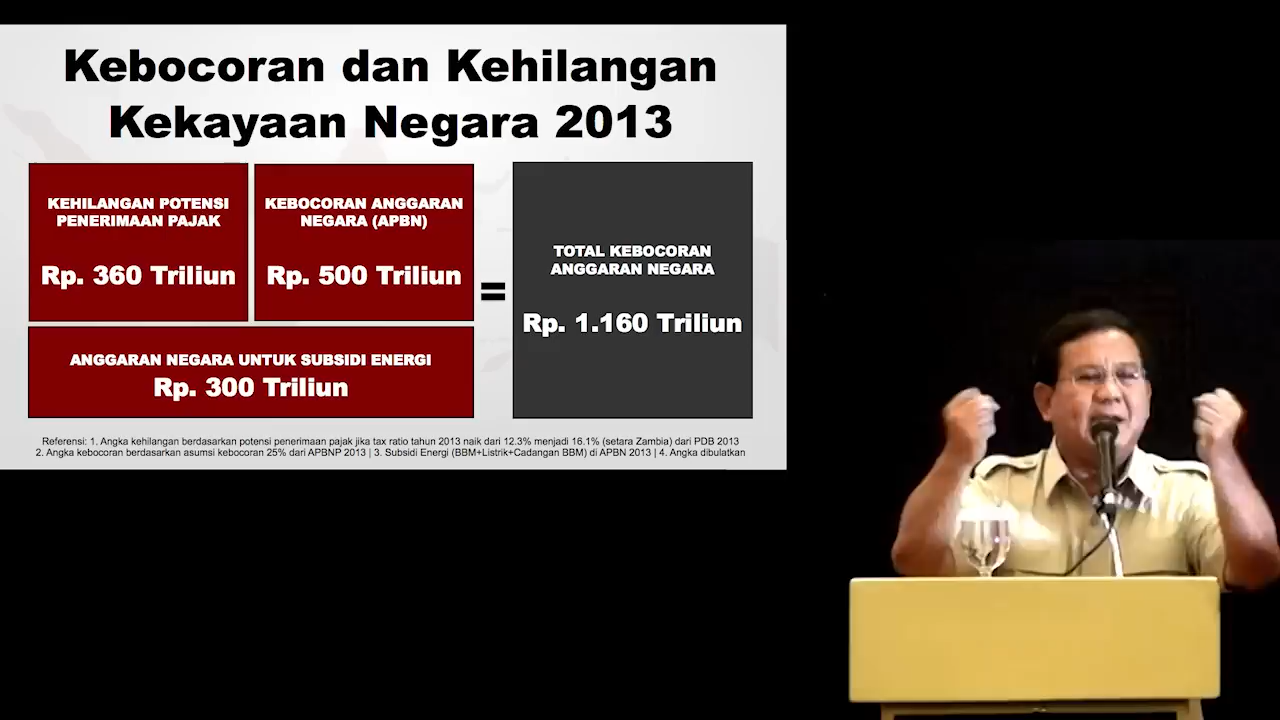 Kebocoran dan Kehilangan
Kekayaan Negara 2013
KEHILANGAN POTENSI
PENERIMAAN PAJAK
Rp. 360 Triliun
KEBOCORAN ANGGARAN
NEGARA (APBN)
Rp. 500 Triliun
ANGGARAN NEGARA UNTUK SUBSIDI ENERGI
Rp. 300 Triliun
=
TOTAL KEBOCORAN
ANGGARAN NEGARA
Rp. 1.160 Triliun
Referensi: 1. Angka kehilangan berdasarkan potensi penerimaan pajak jika tax ratio tahun 2013 naik dari 12.3% menjadi 16.1% (setara Zambia) dari PDB 2013
2. Angka kebocoran berdasarkan asumsi kebocoran 25% dari APBNP 2013 | 3. Subsidi Energi (BBM+Listrik+Cadangan BBM) di APBN 2013 | 4. Angka dibulatkan